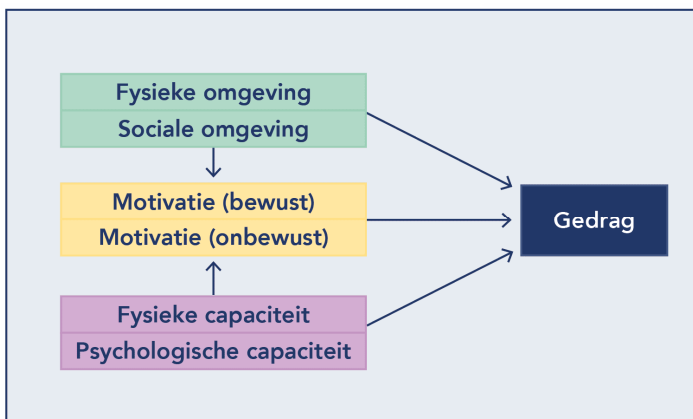 Fysieke omgeving
Sociale omgeving
Motivatie (bewust)
Motivatie (onbewust)
Gedrag
Fysieke capaciteit
Psychologische capaciteit